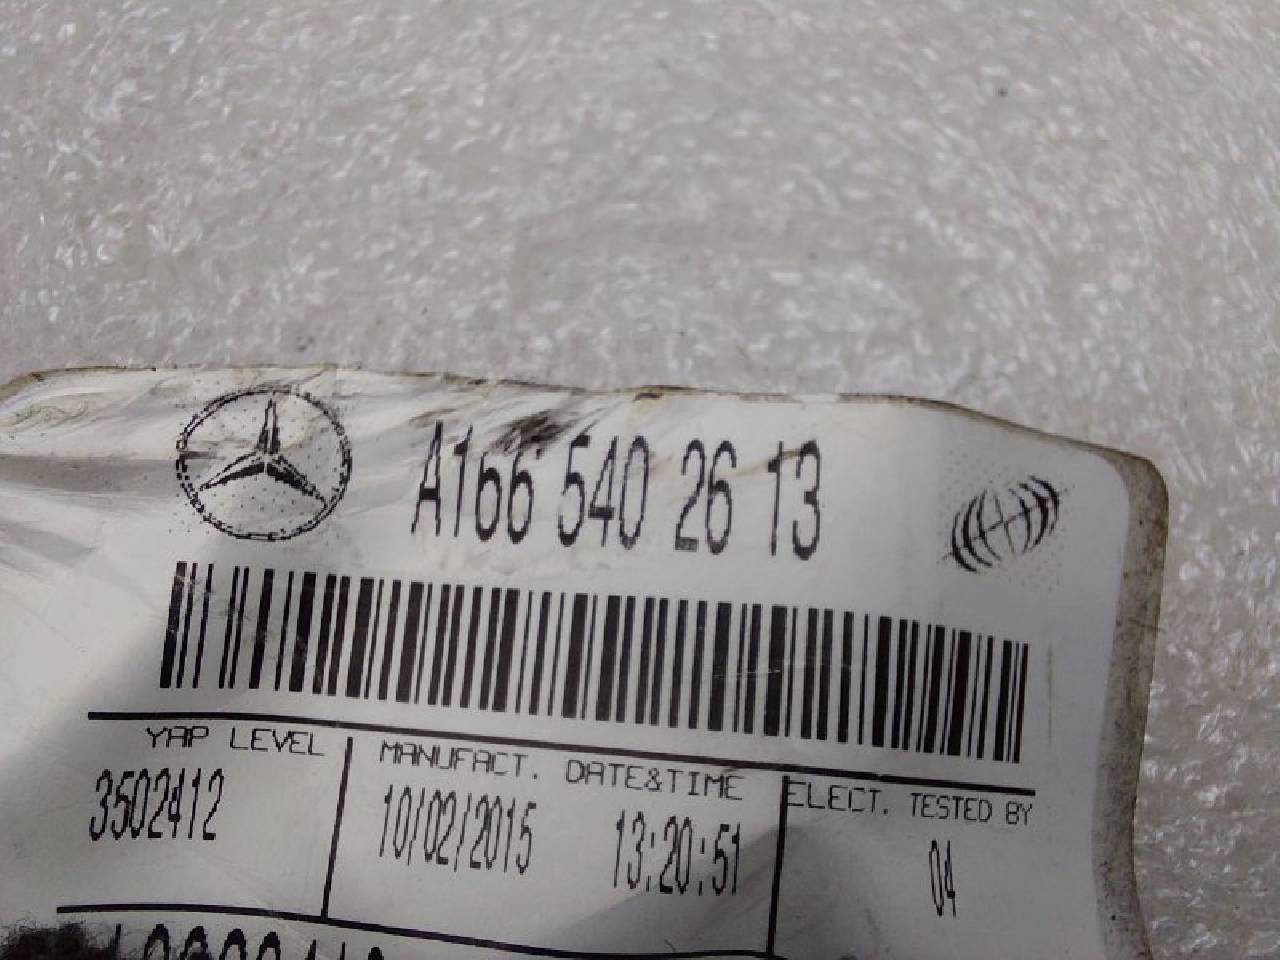 A166 540 26 13
YAP LEVEL
MANUFACT. DATE&TIME
ELECT. TESTED BY
3502412
10/02/2015 13:20:51
04